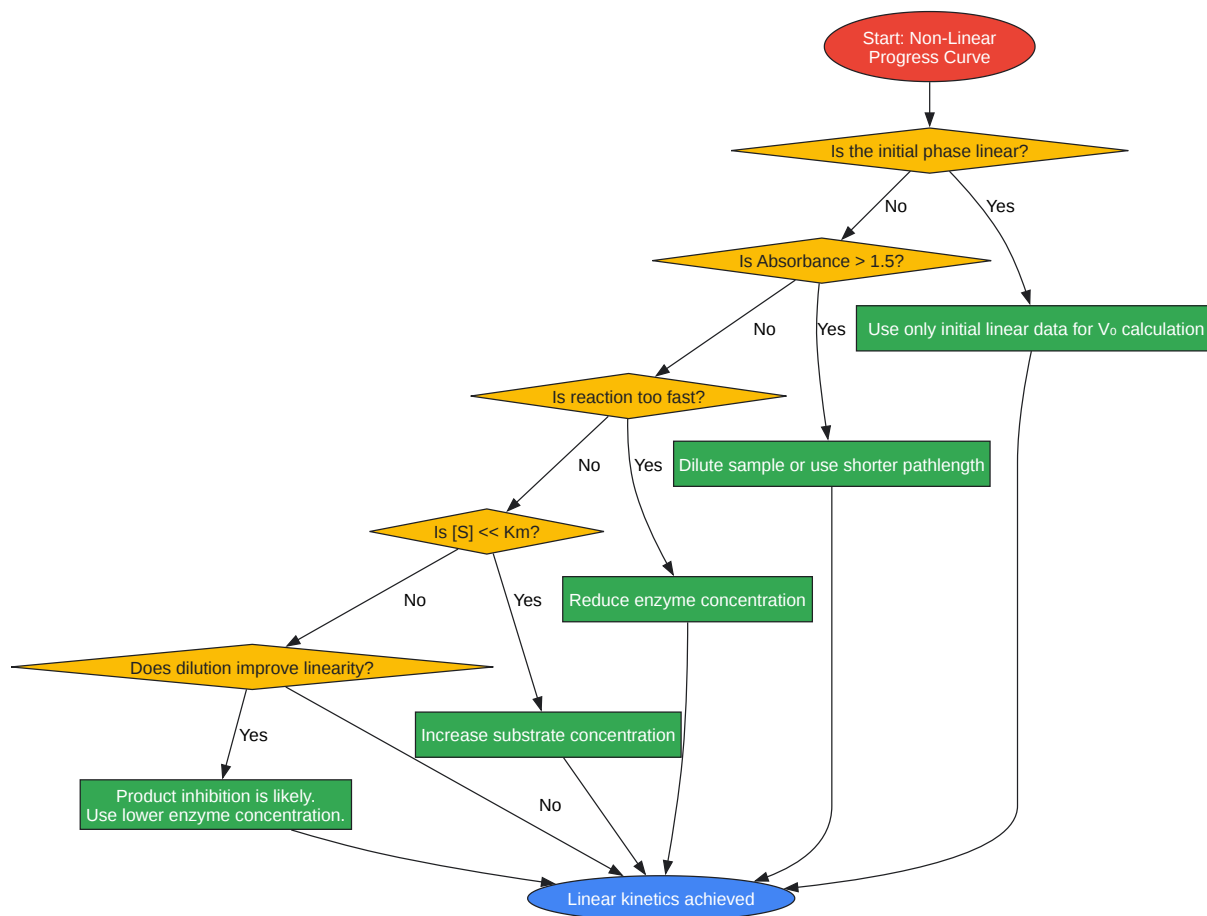 Start: Non-Linear
Progress Curve
Is the initial phase linear?
No
Yes
Is Absorbance > 1.5?
No
Yes
Use only initial linear data for V₀ calculation
Is reaction too fast?
No
Yes
Dilute sample or use shorter pathlength
Is [S] << Km?
No
Yes
Reduce enzyme concentration
Does dilution improve linearity?
Yes
No
Increase substrate concentration
Product inhibition is likely.
Use lower enzyme concentration.
Linear kinetics achieved